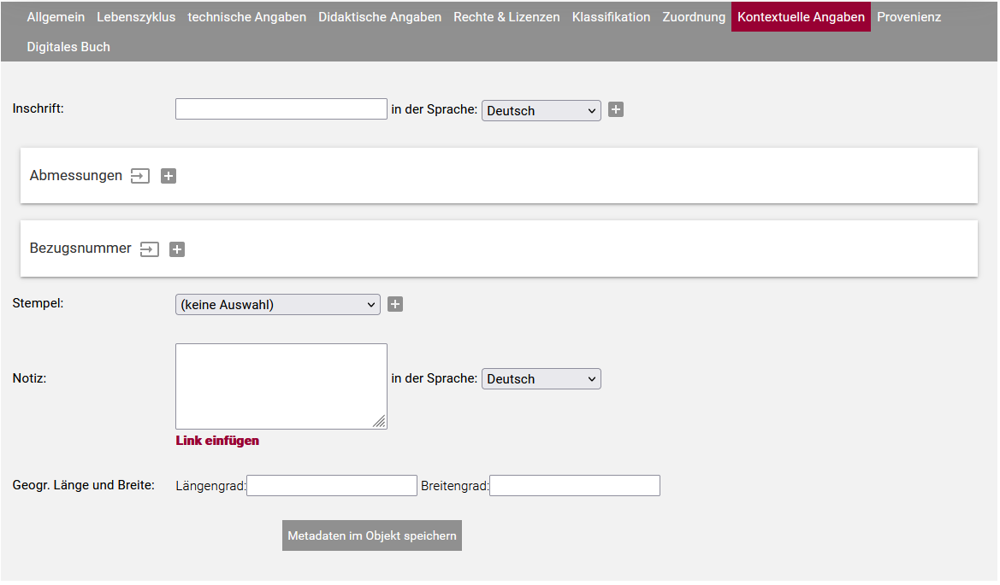 Allgemein Lebenszyklus technische Angaben Didaktische Angaben Rechte & Lizenzen Klassifikation Zuordnung Kontextuelle Angaben Provenienz
Digitales Buch
Inschrift: in der Sprache: Deutsch
Abmessungen
Bezugsnummer
Stempel: (keine Auswahl)
Notiz: in der Sprache: Deutsch
Link einfügen
Geogr. Länge und Breite: Längengrad: Breitengrad:
Metadaten im Objekt speichern